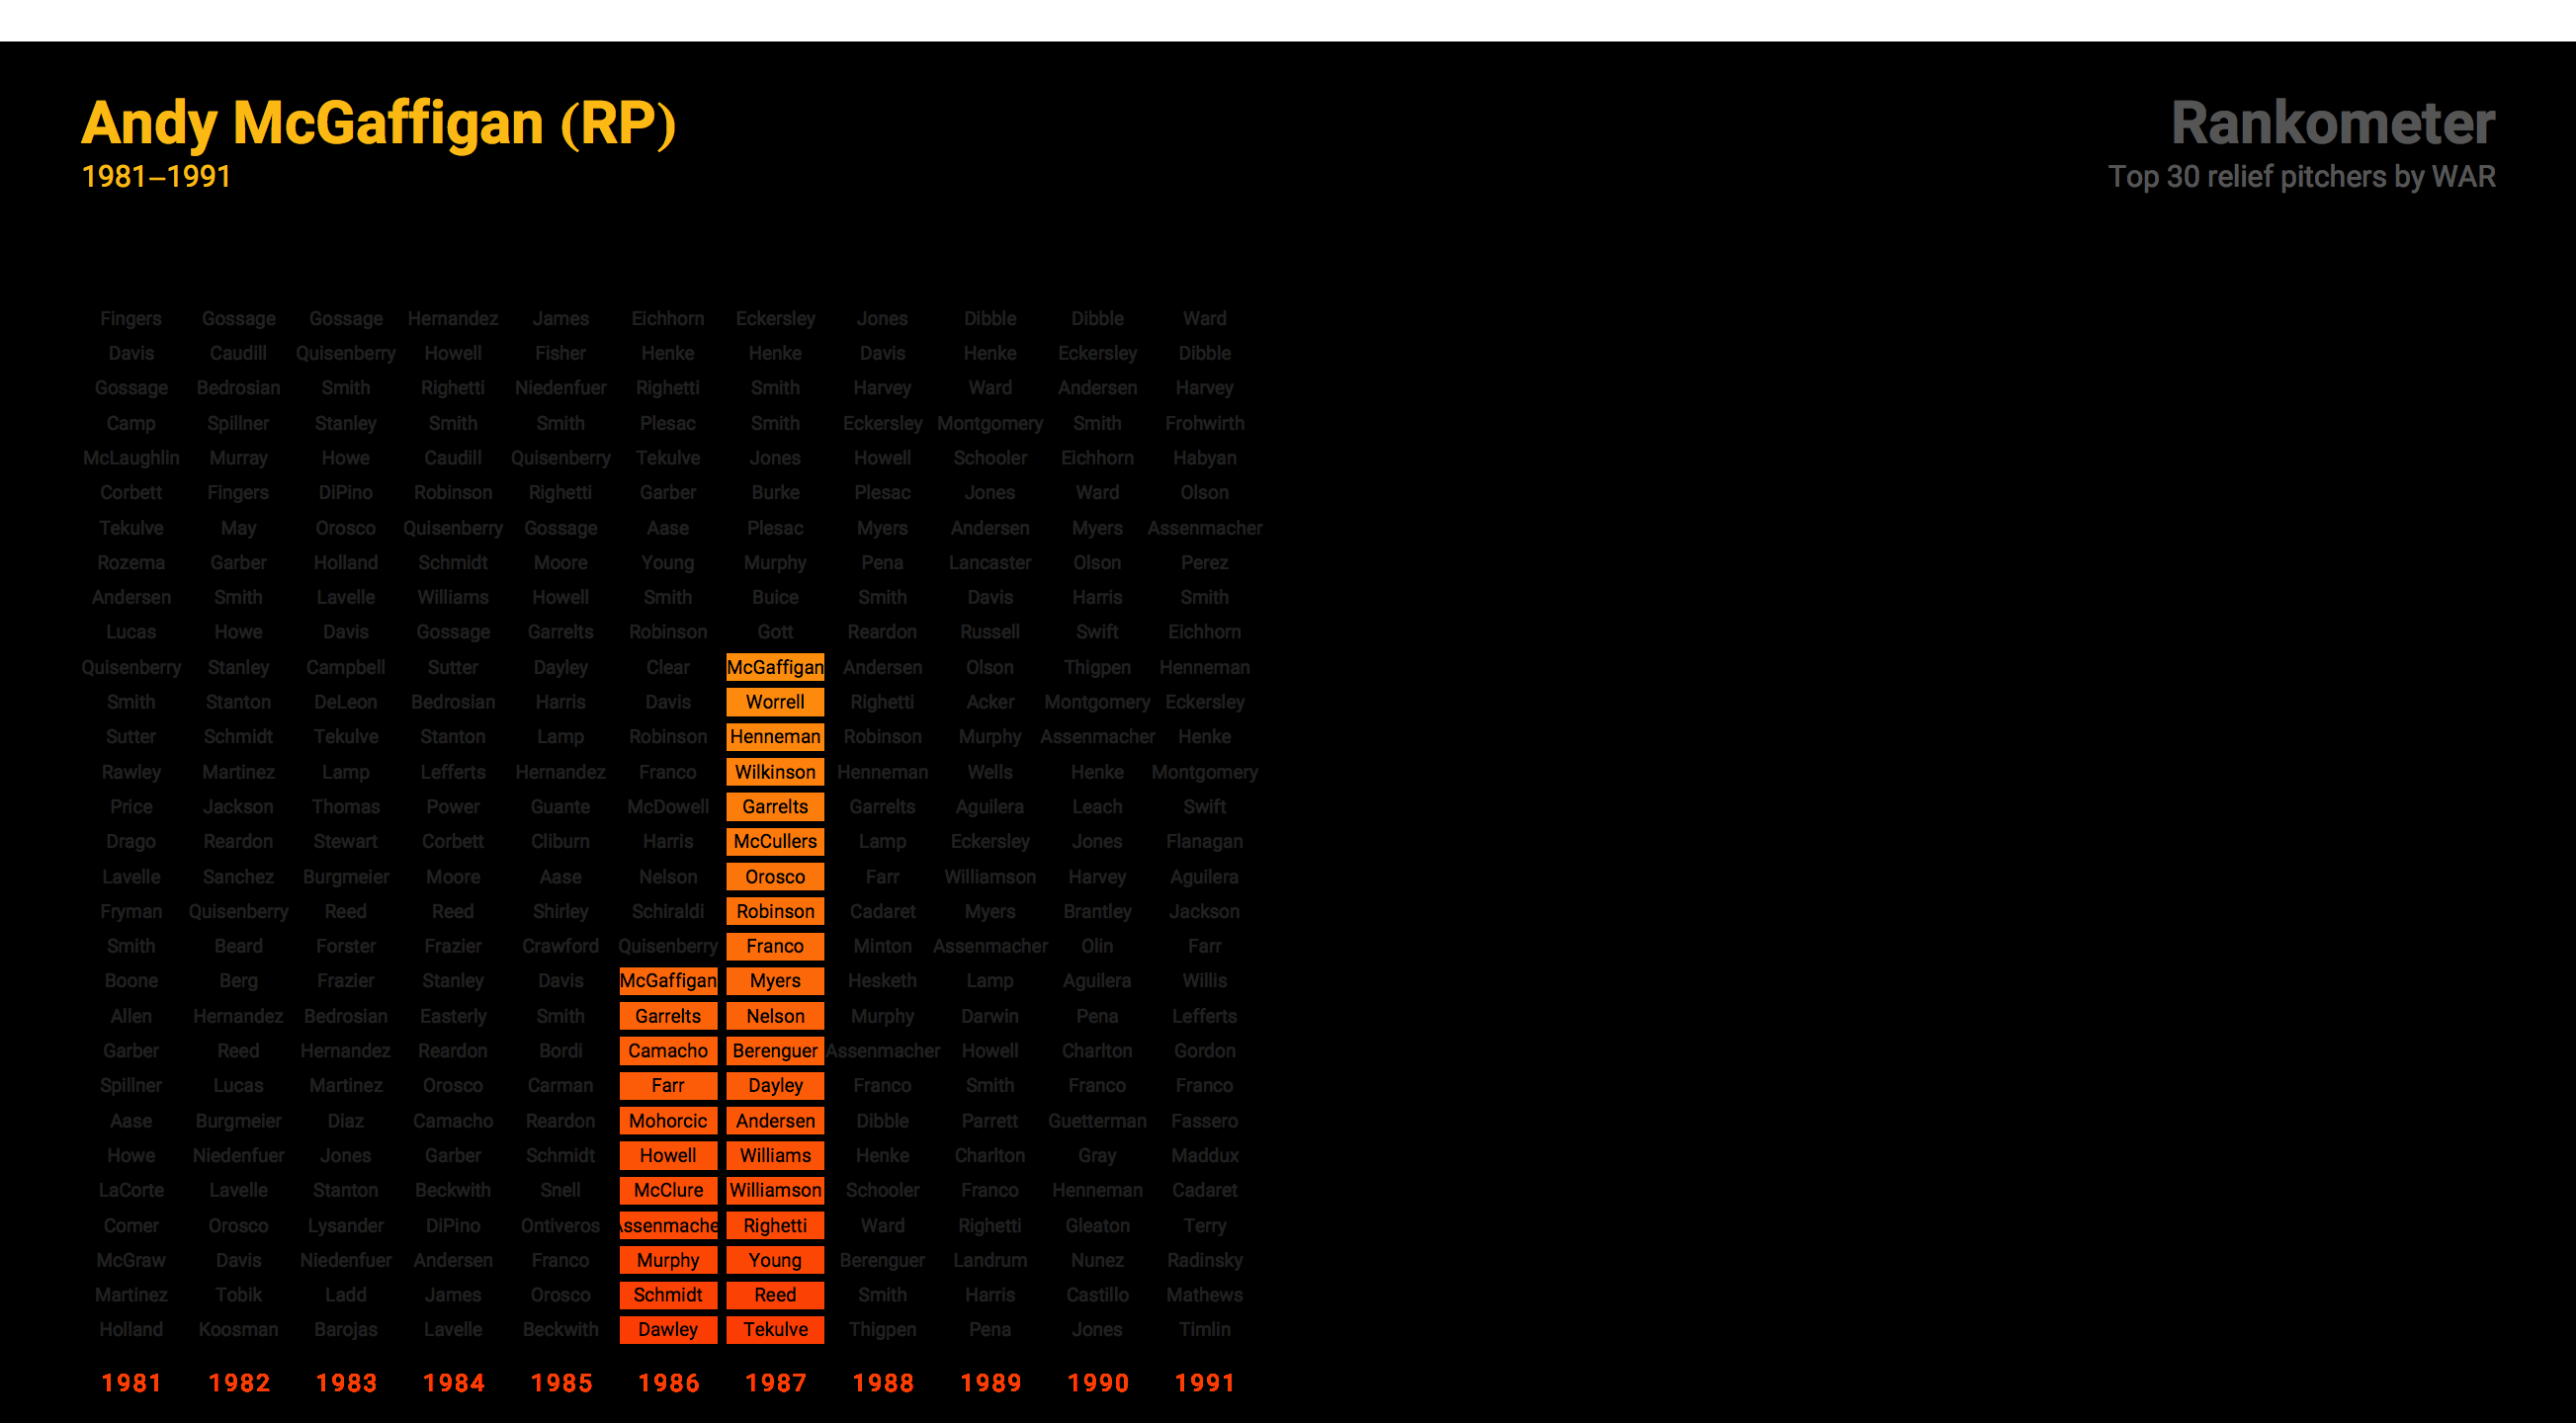 Andy McGaffigan (RP)
1981–1991
Rankometer
Top 30 relief pitchers by WAR
Fingers Gossage Gossage Hernandez James Eichhorn Eckersley Jones Dibble Dibble Ward
Davis Caudill Quisenberry Howell Fisher Henke Henke Davis Henke Eckersley Dibble
Gossage Bedrosian Smith Righetti Niedenfuer Righetti Smith Harvey Ward Andersen Harvey
Camp Spillner Stanley Smith Smith Plesac Smith Eckersley Montgomery Smith Frohwirth
McLaughlin Murray Howe Caudill Quisenberry Tekulve Jones Howell Schooler Eichhorn Habyan
Corbett Fingers DiPino Robinson Righetti Garber Burke Plesac Jones Ward Olson
Tekulve May Orosco Quisenberry Gossage Aase Plesac Myers Andersen Myers Assenmacher
Rozema Garber Holland Schmidt Moore Young Murphy Pena Lancaster Olson Perez
Andersen Smith Lavelle Williams Howell Smith Buice Smith Davis Harris Smith
Lucas Howe Davis Gossage Garrelts Robinson Gott Reardon Russell Swift Eichhorn
Quisenberry Stanley Campbell Sutter Dayley Clear McGaffigan Andersen Olson Thigpen Henneman
Smith Stanton DeLeon Bedrosian Harris Davis Worrell Righetti Acker Montgomery Eckersley
Sutter Schmidt Tekulve Stanton Lamp Robinson Henneman Robinson Murphy Assenmacher Henke
Rawley Martinez Lamp Lefferts Hernandez Franco Wilkinson Henneman Wells Henke Montgomery
Price Jackson Thomas Power Guante McDowell Garrelts Garrelts Aguilera Leach Swift
Drago Reardon Stewart Corbett Cliburn Harris McCullers Lamp Eckersley Jones Flanagan
Lavelle Sanchez Burgmeier Moore Aase Nelson Orosco Farr Williamson Harvey Aguilera
Fryman Quisenberry Reed Reed Shirley Schiraldi Robinson Cadaret Myers Brantley Jackson
Smith Beard Forster Frazier Crawford Quisenberry Franco Minton Assenmacher Olin Farr
Boone Berg Frazier Stanley Davis McGaffigan Myers Hesketh Lamp Aguilera Willis
Allen Hernandez Bedrosian Easterly Smith Garrelts Nelson Murphy Darwin Pena Lefferts
Garber Reed Hernandez Reardon Bordi Camacho Berenguer Assenmacher Howell Charlton Gordon
Spillner Lucas Martinez Orosco Carman Farr Dayley Franco Smith Franco Franco
Aase Burgmeier Diaz Camacho Reardon Mohorcic Andersen Dibble Parrett Guetterman Fassero
Howe Niedenfuer Jones Garber Schmidt Howell Williams Henke Charlton Gray Maddux
LaCorte Lavelle Stanton Beckwith Snell McClure Williamson Schooler Franco Henneman Cadaret
Comer Orosco Lysander DiPino Ontiveros Assenmache Righetti Ward Righetti Gleaton Terry
McGraw Davis Niedenfuer Andersen Franco Murphy Young Berenguer Landrum Nunez Radinsky
Martinez Tobik Ladd James Orosco Schmidt Reed Smith Harris Castillo Mathews
Holland Koosman Barojas Lavelle Beckwith Dawley Tekulve Thigpen Pena Jones Timlin
1981 1982 1983 1984 1985 1986 1987 1988 1989 1990 1991